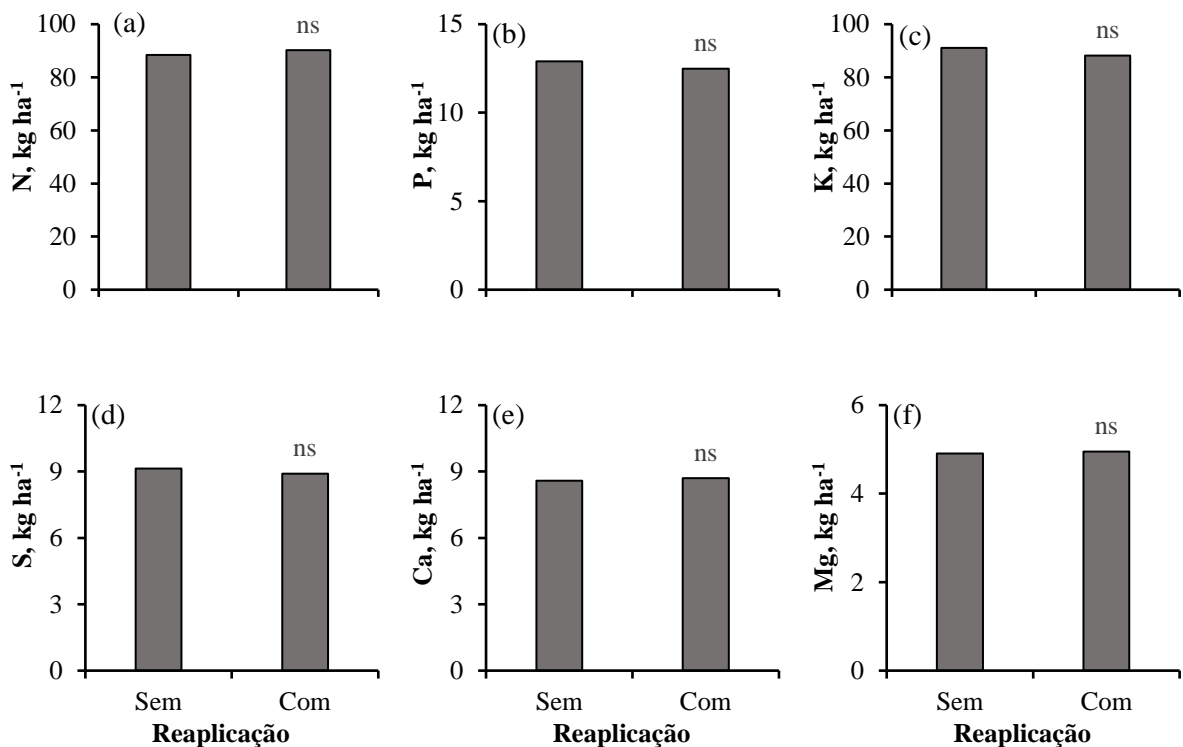 (a)
ns
N, kg ha⁻¹
100
80
60
40
20
0
(b)
ns
P, kg ha⁻¹
15
10
5
0
(c)
ns
K, kg ha⁻¹
100
80
60
40
20
0
(d)
ns
S, kg ha⁻¹
12
9
6
3
0
Sem Com
Reaplicação
(e)
ns
Ca, kg ha⁻¹
12
9
6
3
0
Sem Com
Reaplicação
(f)
ns
Mg, kg ha⁻¹
6
4
2
0
Sem Com
Reaplicação